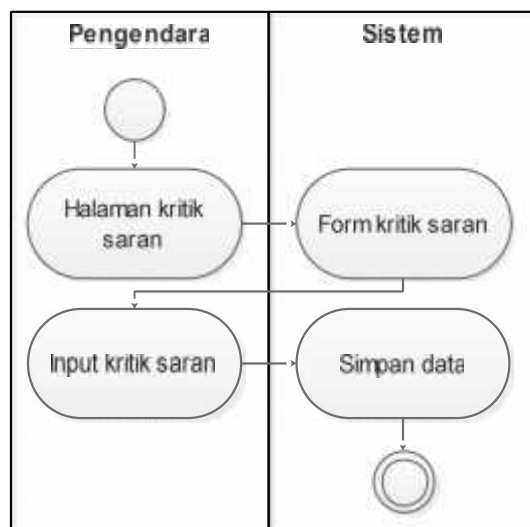 Pengendara
Sistem
Halaman kritik
saran
Form kritik saran
Input kritik saran
Simpan data